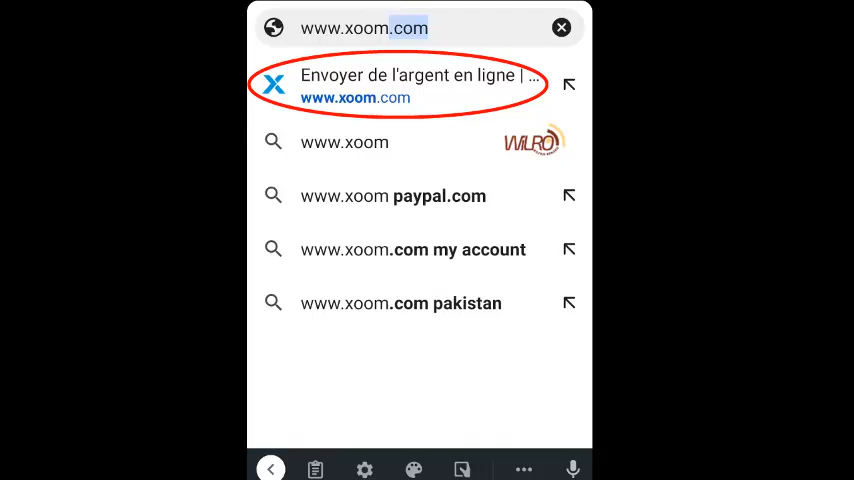 www.xoom.com
Envoyer de l'argent en ligne | ...
www.xoom.com
www.xoom
WILRO
www.xoom paypal.com
www.xoom.com my account
www.xoom.com pakistan